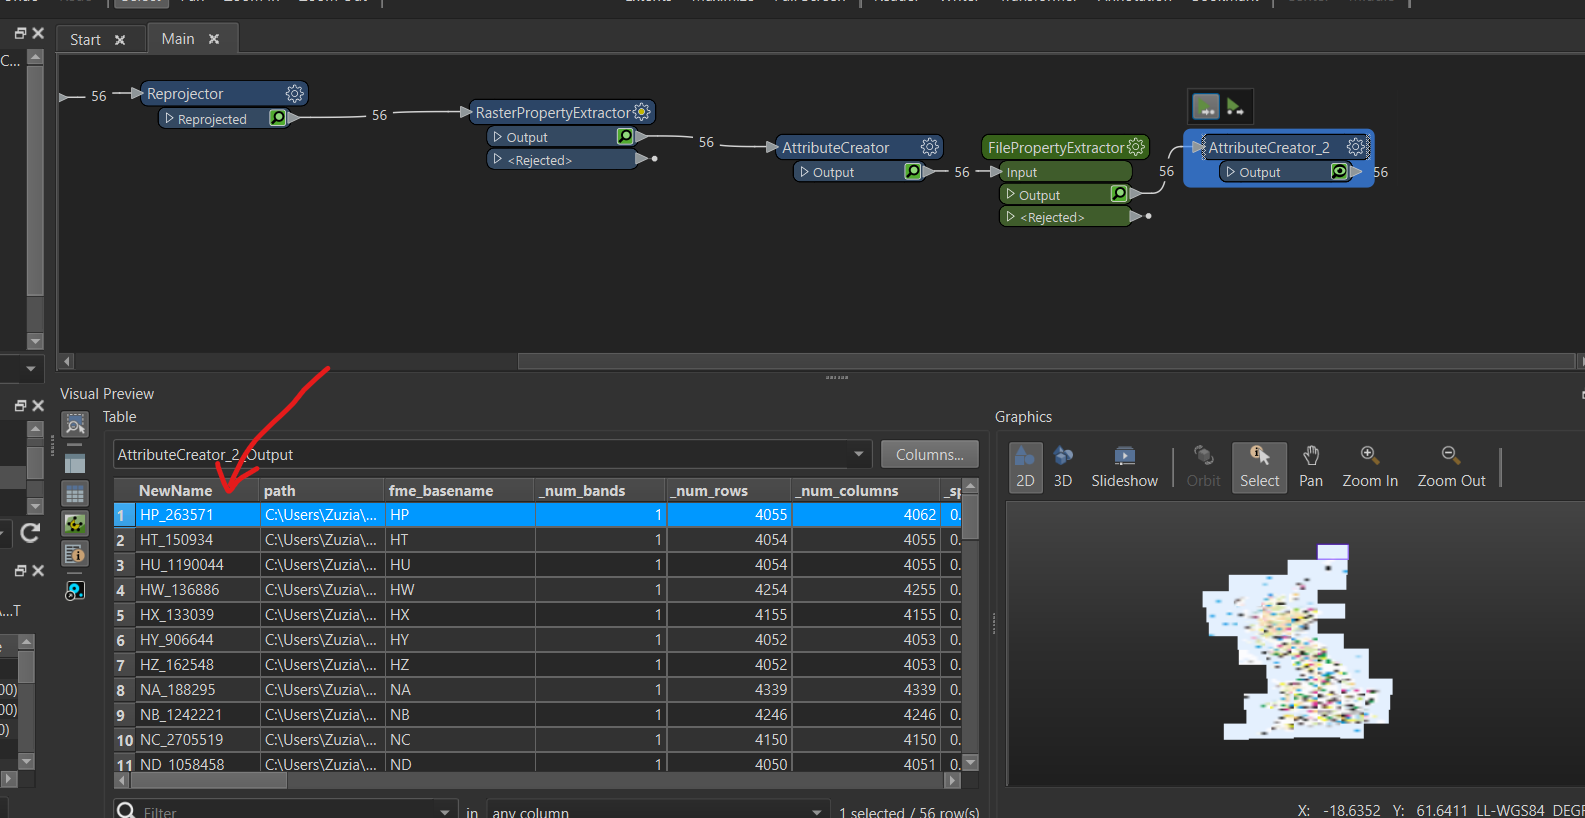 Start
Main
C...
56
Reprojector
Reprojected
56
RasterPropertyExtractor
Output
<Rejected>
56
AttributeCreator
Output
56
FilePropertyExtractor
Input
Output
<Rejected>
56
AttributeCreator_2
Output
56
Visual Preview
Table
AttributeCreator_2_Output
Columns...
NewName path fme_basename _num_bands _num_rows _num_columns _sp
1 HP_263571 C:\Users\Zuzia\... HP 1 4055 4062 0.
2 HT_150934 C:\Users\Zuzia\... HT 1 4054 4055 0.
3 HU_1190044 C:\Users\Zuzia\... HU 1 4054 4055 0.
4 HW_136886 C:\Users\Zuzia\... HW 1 4254 4255 0.
5 HX_133039 C:\Users\Zuzia\... HX 1 4155 4155 0.
6 HY_906644 C:\Users\Zuzia\... HY 1 4052 4053 0.
7 HZ_162548 C:\Users\Zuzia\... HZ 1 4052 4053 0.
8 NA_188295 C:\Users\Zuzia\... NA 1 4339 4339 0.
9 NB_1242221 C:\Users\Zuzia\... NB 1 4246 4246 0.
10 NC_2705519 C:\Users\Zuzia\... NC 1 4150 4150 0.
11 ND_1058458 C:\Users\Zuzia\... ND 1 4050 4051 0.
Filter in any column 1 selected / 56 row(s)
Graphics
2D 3D Slideshow Orbit Select Pan Zoom In Zoom Out
X: -18.6352 Y: 61.6411 LL-WGS84 DEGR
\...T
00)
00)
0)